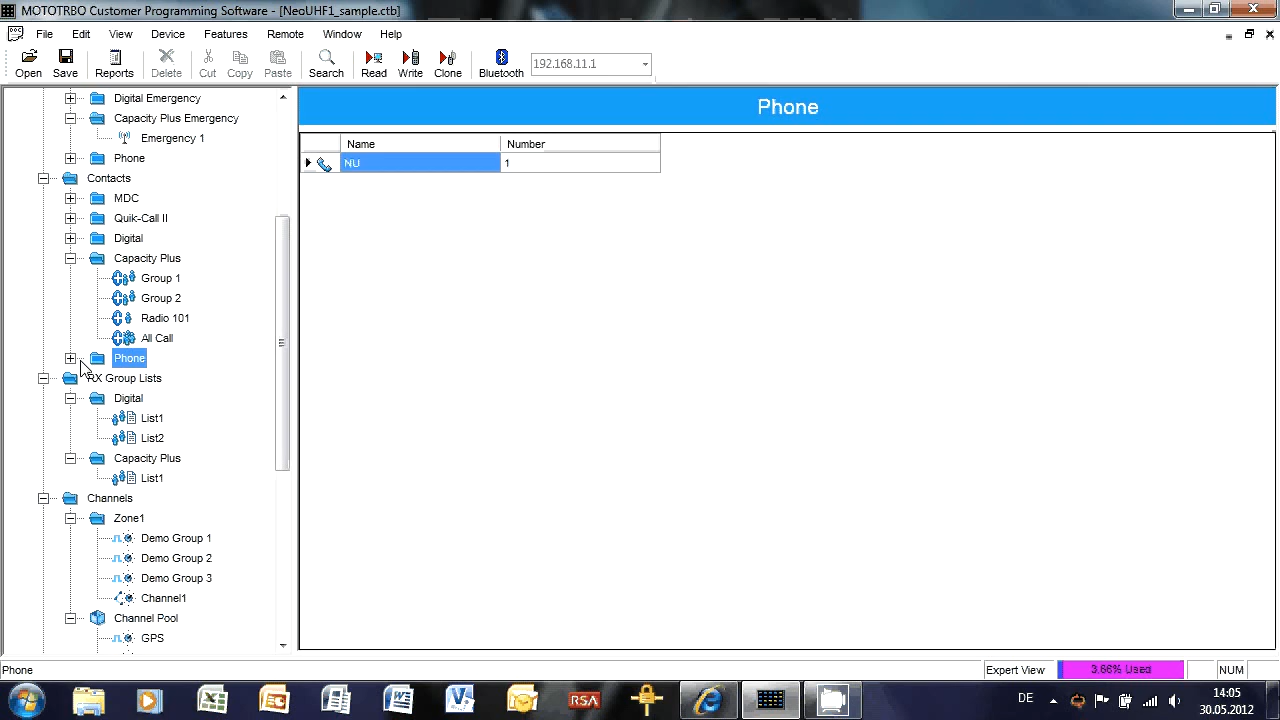 MOTOTRBO Customer Programming Software - [NeoUHF1_sample.ctb]
File Edit View Device Features Remote Window Help
Open Save Reports Delete Cut Copy Paste Search Read Write Clone Bluetooth 192.168.11.1
Digital Emergency
Capacity Plus Emergency
Emergency 1
Phone
Contacts
MDC
Quik-Call II
Digital
Capacity Plus
Group 1
Group 2
Radio 101
All Call
Phone
RX Group Lists
Digital
List1
List2
Capacity Plus
List1
Channels
Zone1
Demo Group 1
Demo Group 2
Demo Group 3
Channel1
Channel Pool
GPS
Phone
Name Number
NU 1
Phone Expert View 3.66% Used NUM
RSA
DE
14:05
30.05.2012